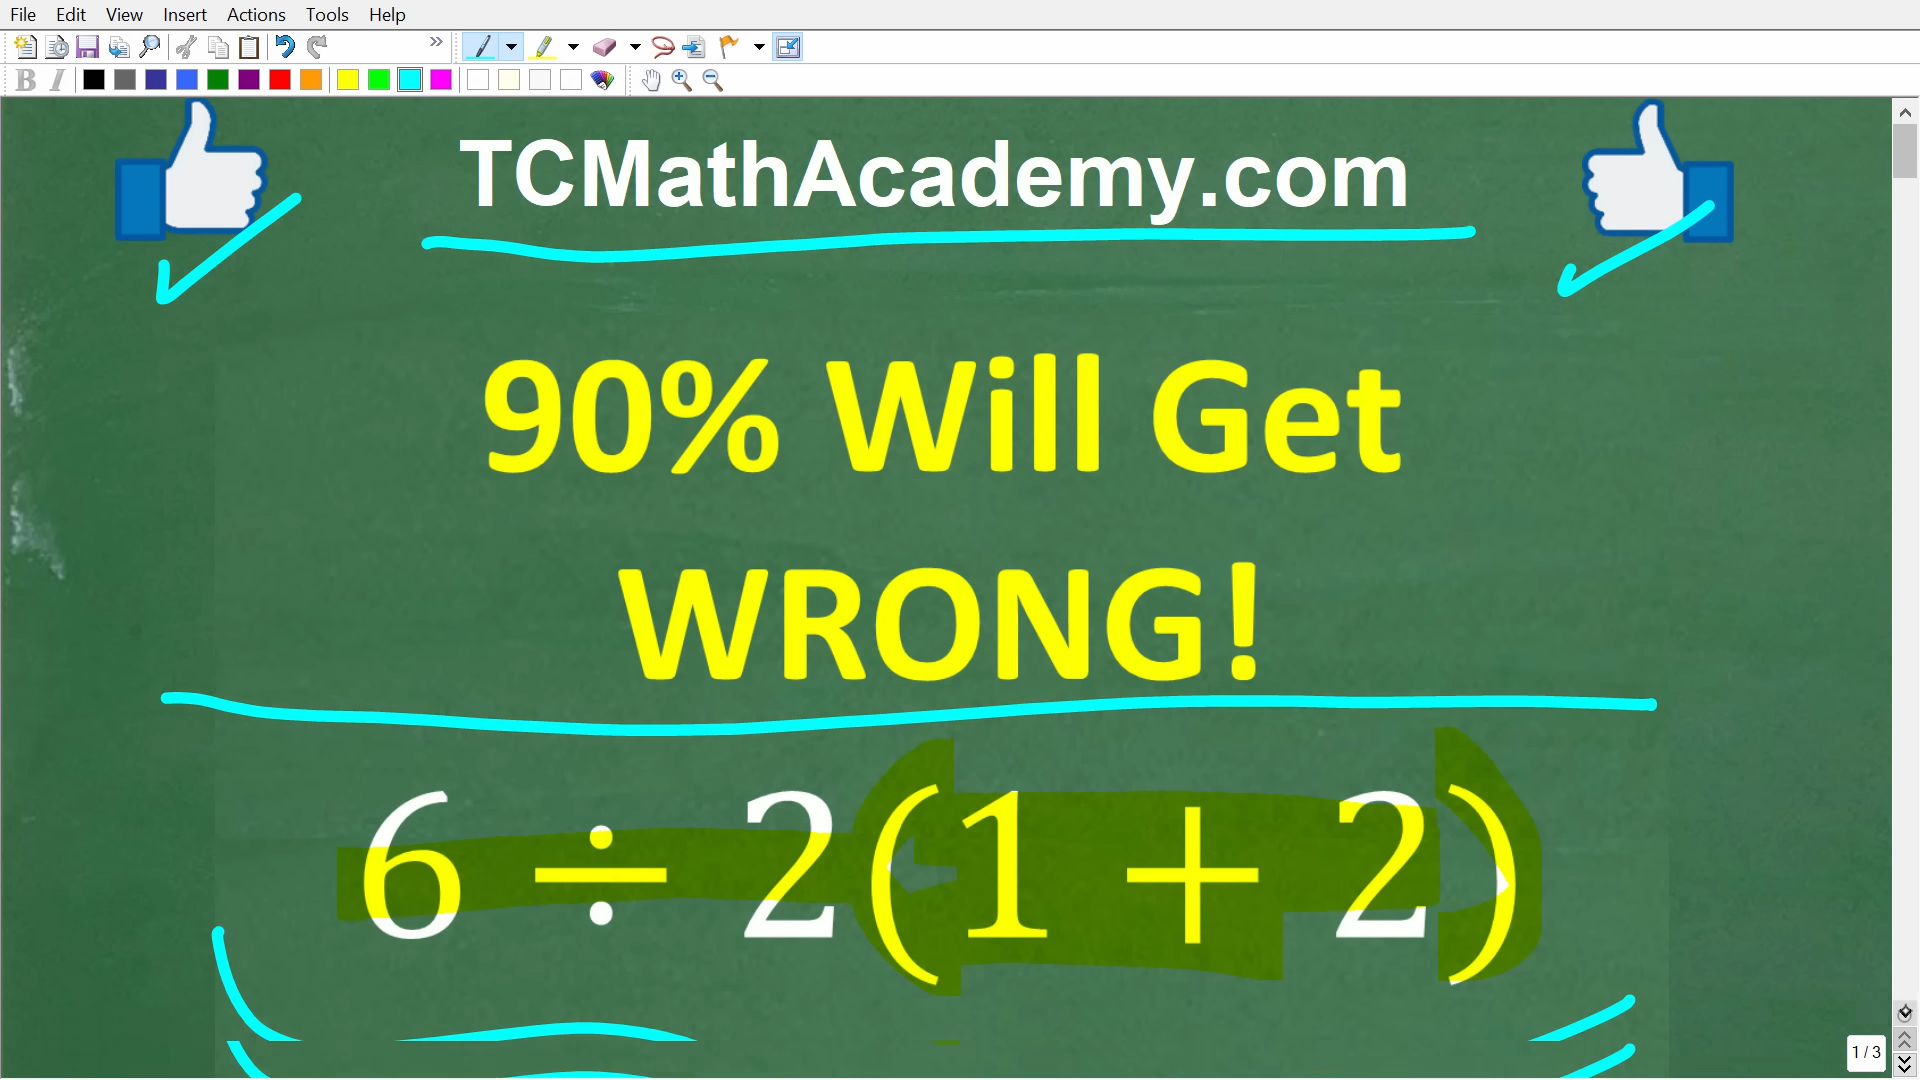 File Edit View Insert Actions Tools Help
B I
TCMathAcademy.com
90% Will Get
WRONG!
6 ÷ 2(1 + 2)
1 / 3